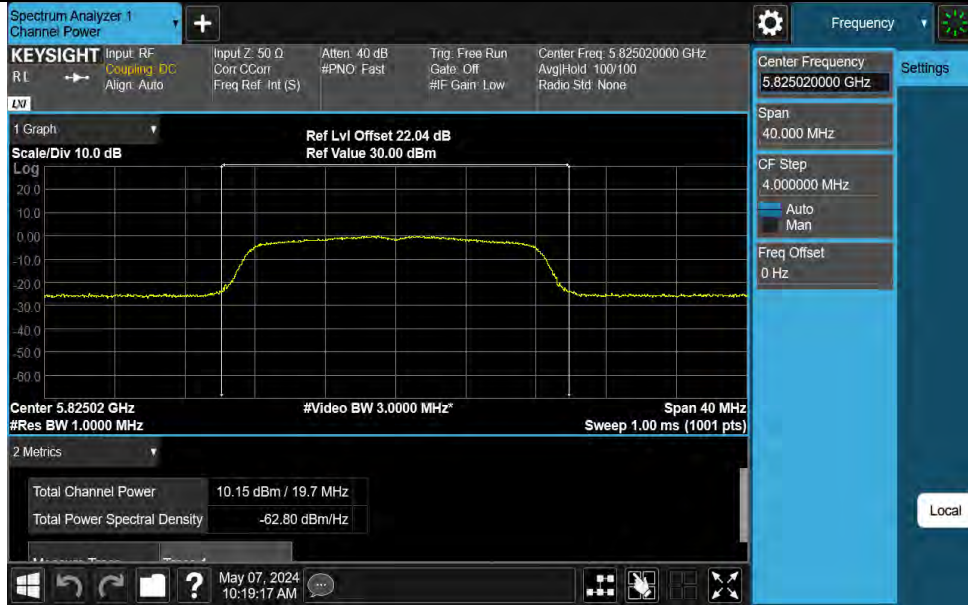 Spectrum Analyzer 1
Channel Power
Frequency
KEYSIGHT
Input: RF
Coupling: DC
Align: Auto
Input Z: 50 Ω
Corr CCorr
Freq Ref: Int (S)
Atten: 40 dB
#PNO: Fast
Trig: Free Run
Gate: Off
#IF Gain: Low
Center Freq: 5.825020000 GHz
Avg|Hold: 100/100
Radio Std: None
LXI
Center Frequency
5.825020000 GHz
Settings
Span
40.000 MHz
CF Step
4.000000 MHz
Auto
Man
Freq Offset
0 Hz
Local
1 Graph
Scale/Div 10.0 dB
Ref Lvl Offset 22.04 dB
Ref Value 30.00 dBm
Log
20.0
10.0
0.00
-10.0
-20.0
-30.0
-40.0
-50.0
-60.0
Center 5.82502 GHz
#Video BW 3.0000 MHz*
Span 40 MHz
#Res BW 1.0000 MHz
Sweep 1.00 ms (1001 pts)
2 Metrics
Total Channel Power 10.15 dBm / 19.7 MHz
Total Power Spectral Density -62.80 dBm/Hz
?
May 07, 2024
10:19:17 AM